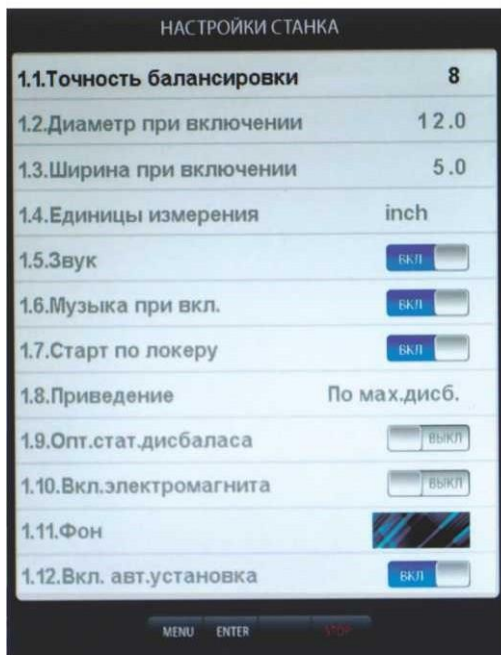 НАСТРОЙКИ СТАНКА
1.1.Точность балансировки 8
1.2.Диаметр при включении 12.0
1.3.Ширина при включении 5.0
1.4.Единицы измерения inch
1.5.Звук ВКЛ
1.6.Музыка при вкл. ВКЛ
1.7.Старт по локеру ВКЛ
1.8.Приведение По мах.дисб.
1.9.Опт.стат.дисбаласа ВЫКЛ
1.10.Вкл.электромагнита ВЫКЛ
1.11.Фон
1.12.Вкл. авт.установка ВКЛ
MENU ENTER STOP